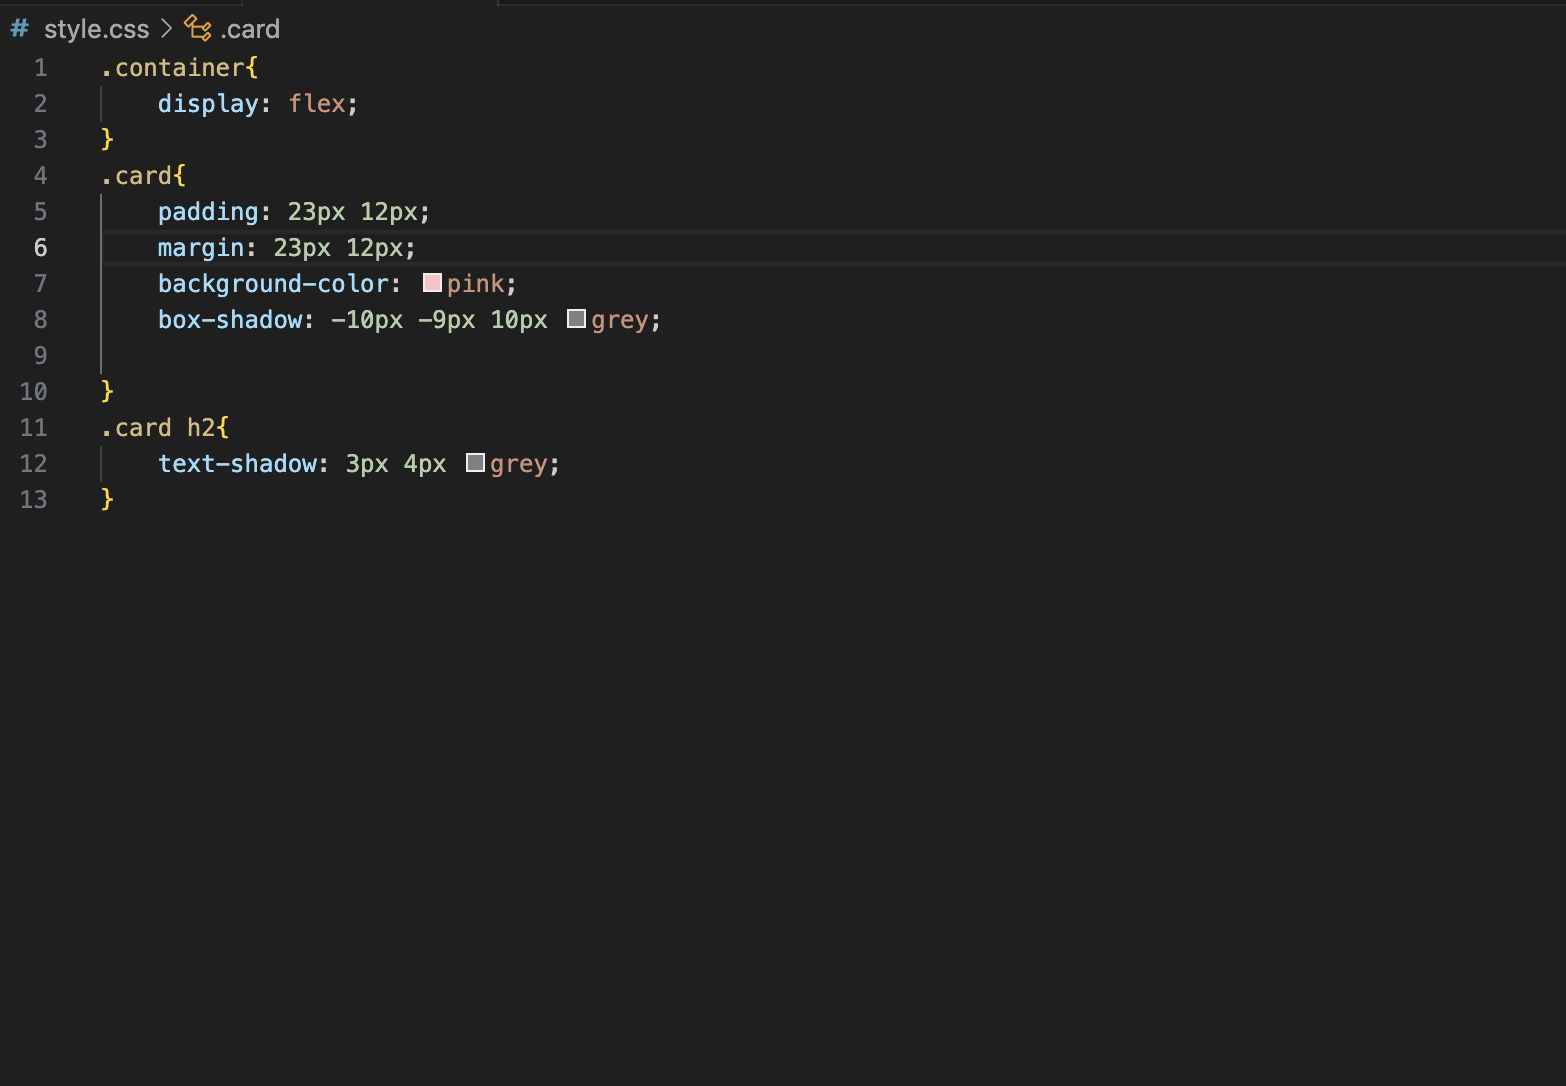 # style.css > .card
1 .container{
2 display: flex;
3 }
4 .card{
5 padding: 23px 12px;
6 margin: 23px 12px;
7 background-color: pink;
8 box-shadow: -10px -9px 10px grey;
9
10 }
11 .card h2{
12 text-shadow: 3px 4px grey;
13 }